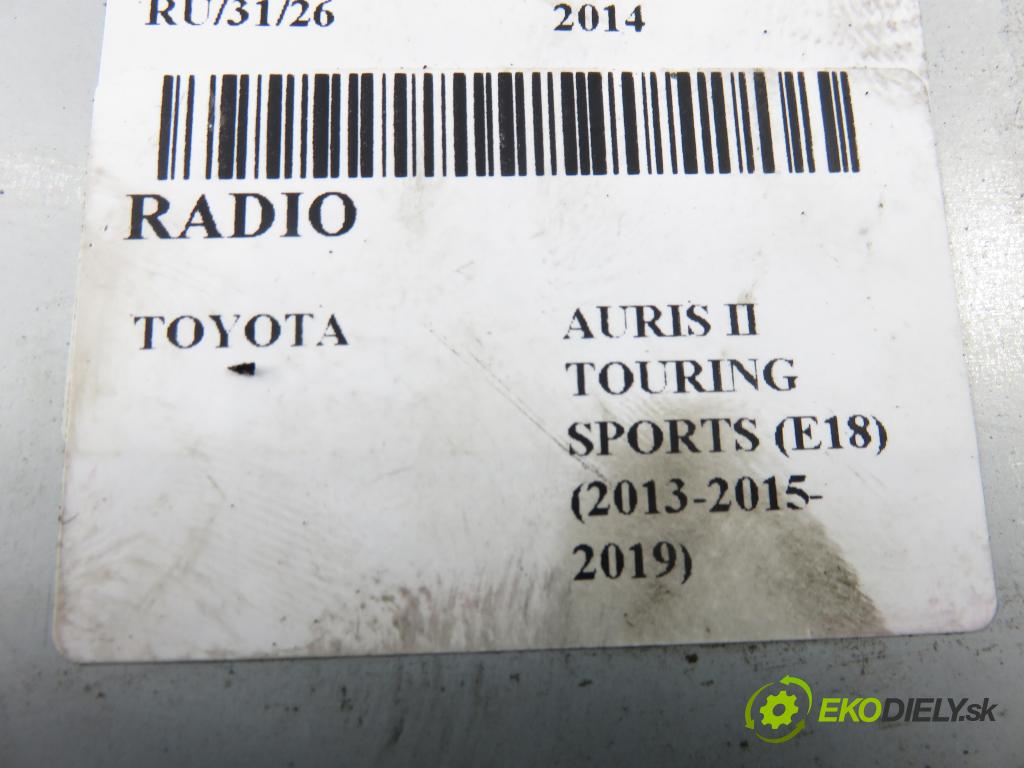 RU/31/26 2014
RADIO
TOYOTA
AURIS II
TOURING
SPORTS (E18)
(2013-2015-
2019)
EKODIELY.sk